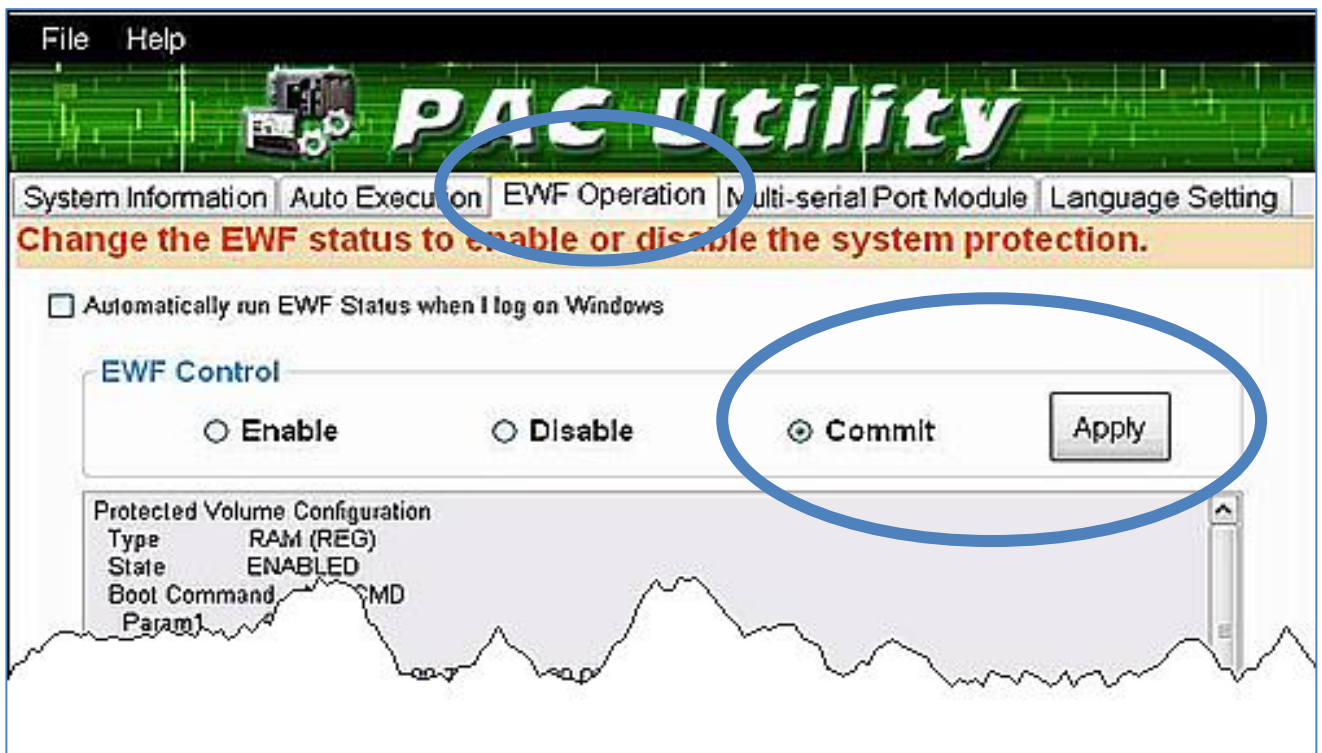 File Help
PAC Utility
System Information Auto Execution EWF Operation Multi-serial Port Module Language Setting
Change the EWF status to enable or disable the system protection.
Automatically run EWF Status when I log on Windows
EWF Control
Enable Disable Commit Apply
Protected Volume Configuration
Type RAM (REG)
State ENABLED
Boot Command CMD
Param1